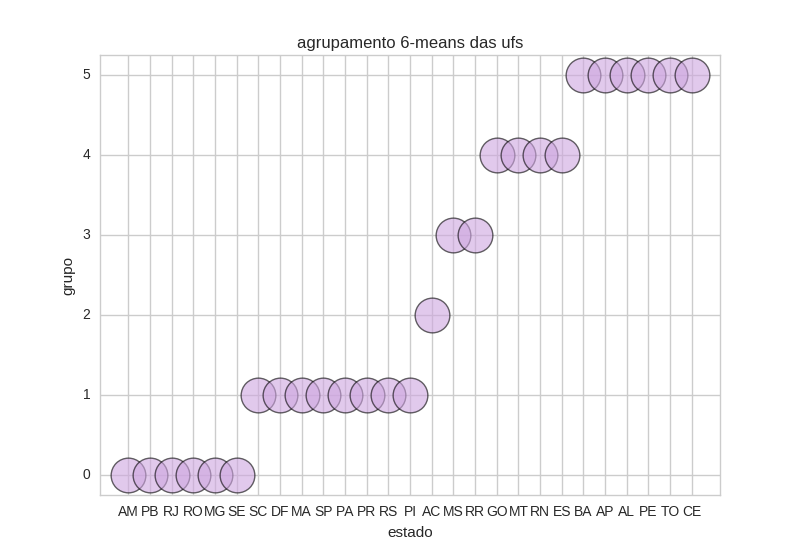 agrupamento 6-means das ufs
5
4
3
2
1
0
grupo
AM PB RJ RO MG SE SC DF MA SP PA PR RS PI AC MS RR GO MT RN ES BA AP AL PE TO CE
estado